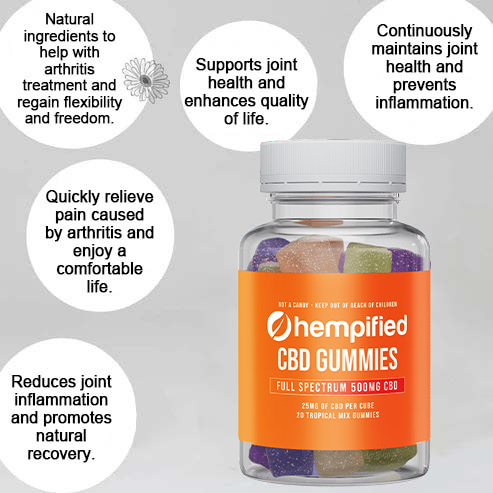 Natural
ingredients to
help with
arthritis
treatment and
regain flexibility
and freedom.
Supports joint
health and
enhances quality
of life.
Continuously
maintains joint
health and
prevents
inflammation.
Quickly relieve
pain caused
by arthritis and
enjoy a
comfortable
life.
Reduces joint
inflammation
and promotes
natural
recovery.
NOT A CANDY • KEEP OUT OF REACH OF CHILDREN
hempified
CBD GUMMIES
FULL SPECTRUM 500MG CBD
25MG OF CBD PER CUBE
20 TROPICAL MIX GUMMIES